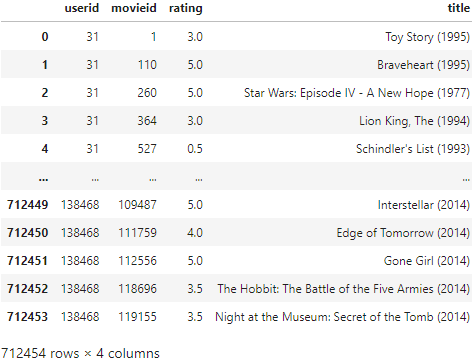 userid movieid rating title
0 31 1 3.0 Toy Story (1995)
1 31 110 5.0 Braveheart (1995)
2 31 260 5.0 Star Wars: Episode IV - A New Hope (1977)
3 31 364 3.0 Lion King, The (1994)
4 31 527 0.5 Schindler's List (1993)
... ... ... ... ...
712449 138468 109487 5.0 Interstellar (2014)
712450 138468 111759 4.0 Edge of Tomorrow (2014)
712451 138468 112556 5.0 Gone Girl (2014)
712452 138468 118696 3.5 The Hobbit: The Battle of the Five Armies (2014)
712453 138468 119155 3.5 Night at the Museum: Secret of the Tomb (2014)
712454 rows × 4 columns